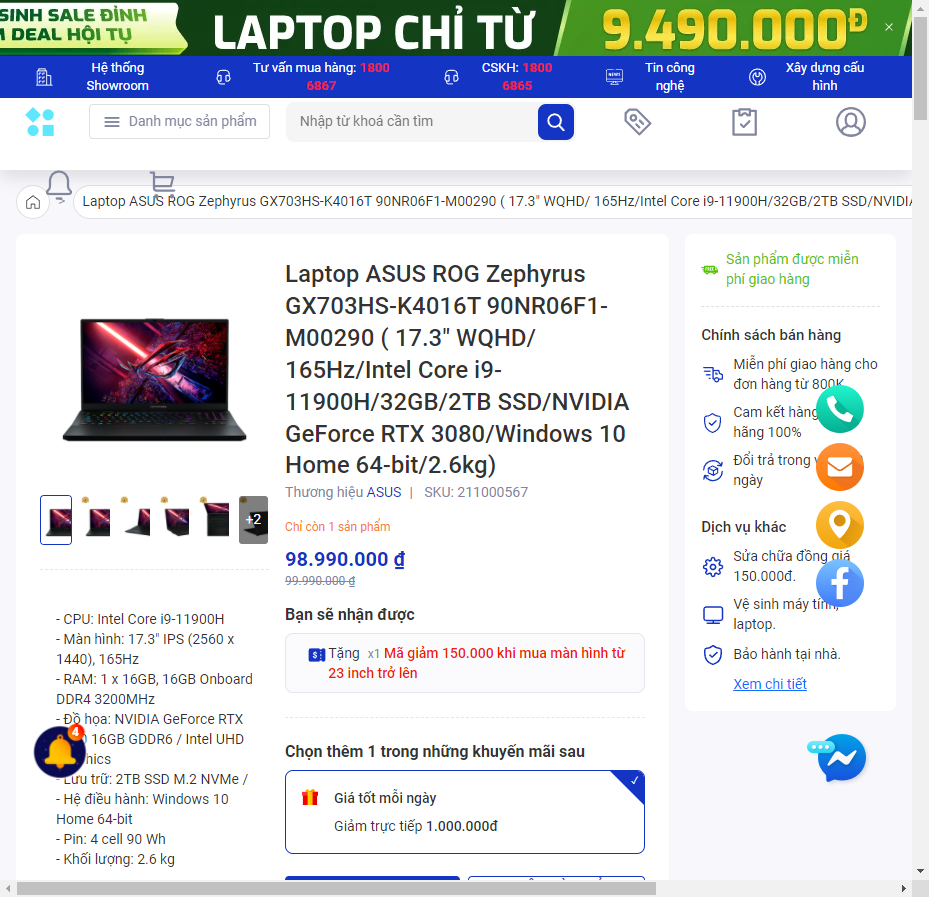 SINH SALE ĐỈNH
DEAL HỘI TỤ
LAPTOP CHỈ TỪ
9.490.000Đ
Hệ thống
Showroom
Tư vấn mua hàng: 1800
6867
CSKH: 1800
6865
NEWS
Tin công
nghệ
Xây dựng cấu
hình
Danh mục sản phẩm
Nhập từ khoá cần tìm
Laptop ASUS ROG Zephyrus GX703HS-K4016T 90NR06F1-M00290 ( 17.3" WQHD/ 165Hz/Intel Core i9-11900H/32GB/2TB SSD/NVIDIA
Laptop ASUS ROG Zephyrus
GX703HS-K4016T 90NR06F1-
M00290 ( 17.3" WQHD/
165Hz/Intel Core i9-
11900H/32GB/2TB SSD/NVIDIA
GeForce RTX 3080/Windows 10
Home 64-bit/2.6kg)
Thương hiệu ASUS | SKU: 211000567
Chỉ còn 1 sản phẩm
98.990.000 ₫
99.990.000 ₫
+2
- CPU: Intel Core i9-11900H
- Màn hình: 17.3" IPS (2560 x
1440), 165Hz
- RAM: 1 x 16GB, 16GB Onboard
DDR4 3200MHz
- Đồ họa: NVIDIA GeForce RTX
16GB GDDR6 / Intel UHD
- Lưu trữ: 2TB SSD M.2 NVMe /
- Hệ điều hành: Windows 10
Home 64-bit
- Pin: 4 cell 90 Wh
- Khối lượng: 2.6 kg
4
Bạn sẽ nhận được
Tặng x1 Mã giảm 150.000 khi mua màn hình từ
23 inch trở lên
Chọn thêm 1 trong những khuyến mãi sau
Giá tốt mỗi ngày
Giảm trực tiếp 1.000.000đ
FREE
Sản phẩm được miễn
phí giao hàng
Chính sách bán hàng
Miễn phí giao hàng cho
đơn hàng từ 800K
Cam kết hàng
hãng 100%
Đổi trả trong
ngày
Dịch vụ khác
Sửa chữa đồng giá
150.000đ.
Vệ sinh máy tính,
laptop.
Bảo hành tại nhà.
Xem chi tiết